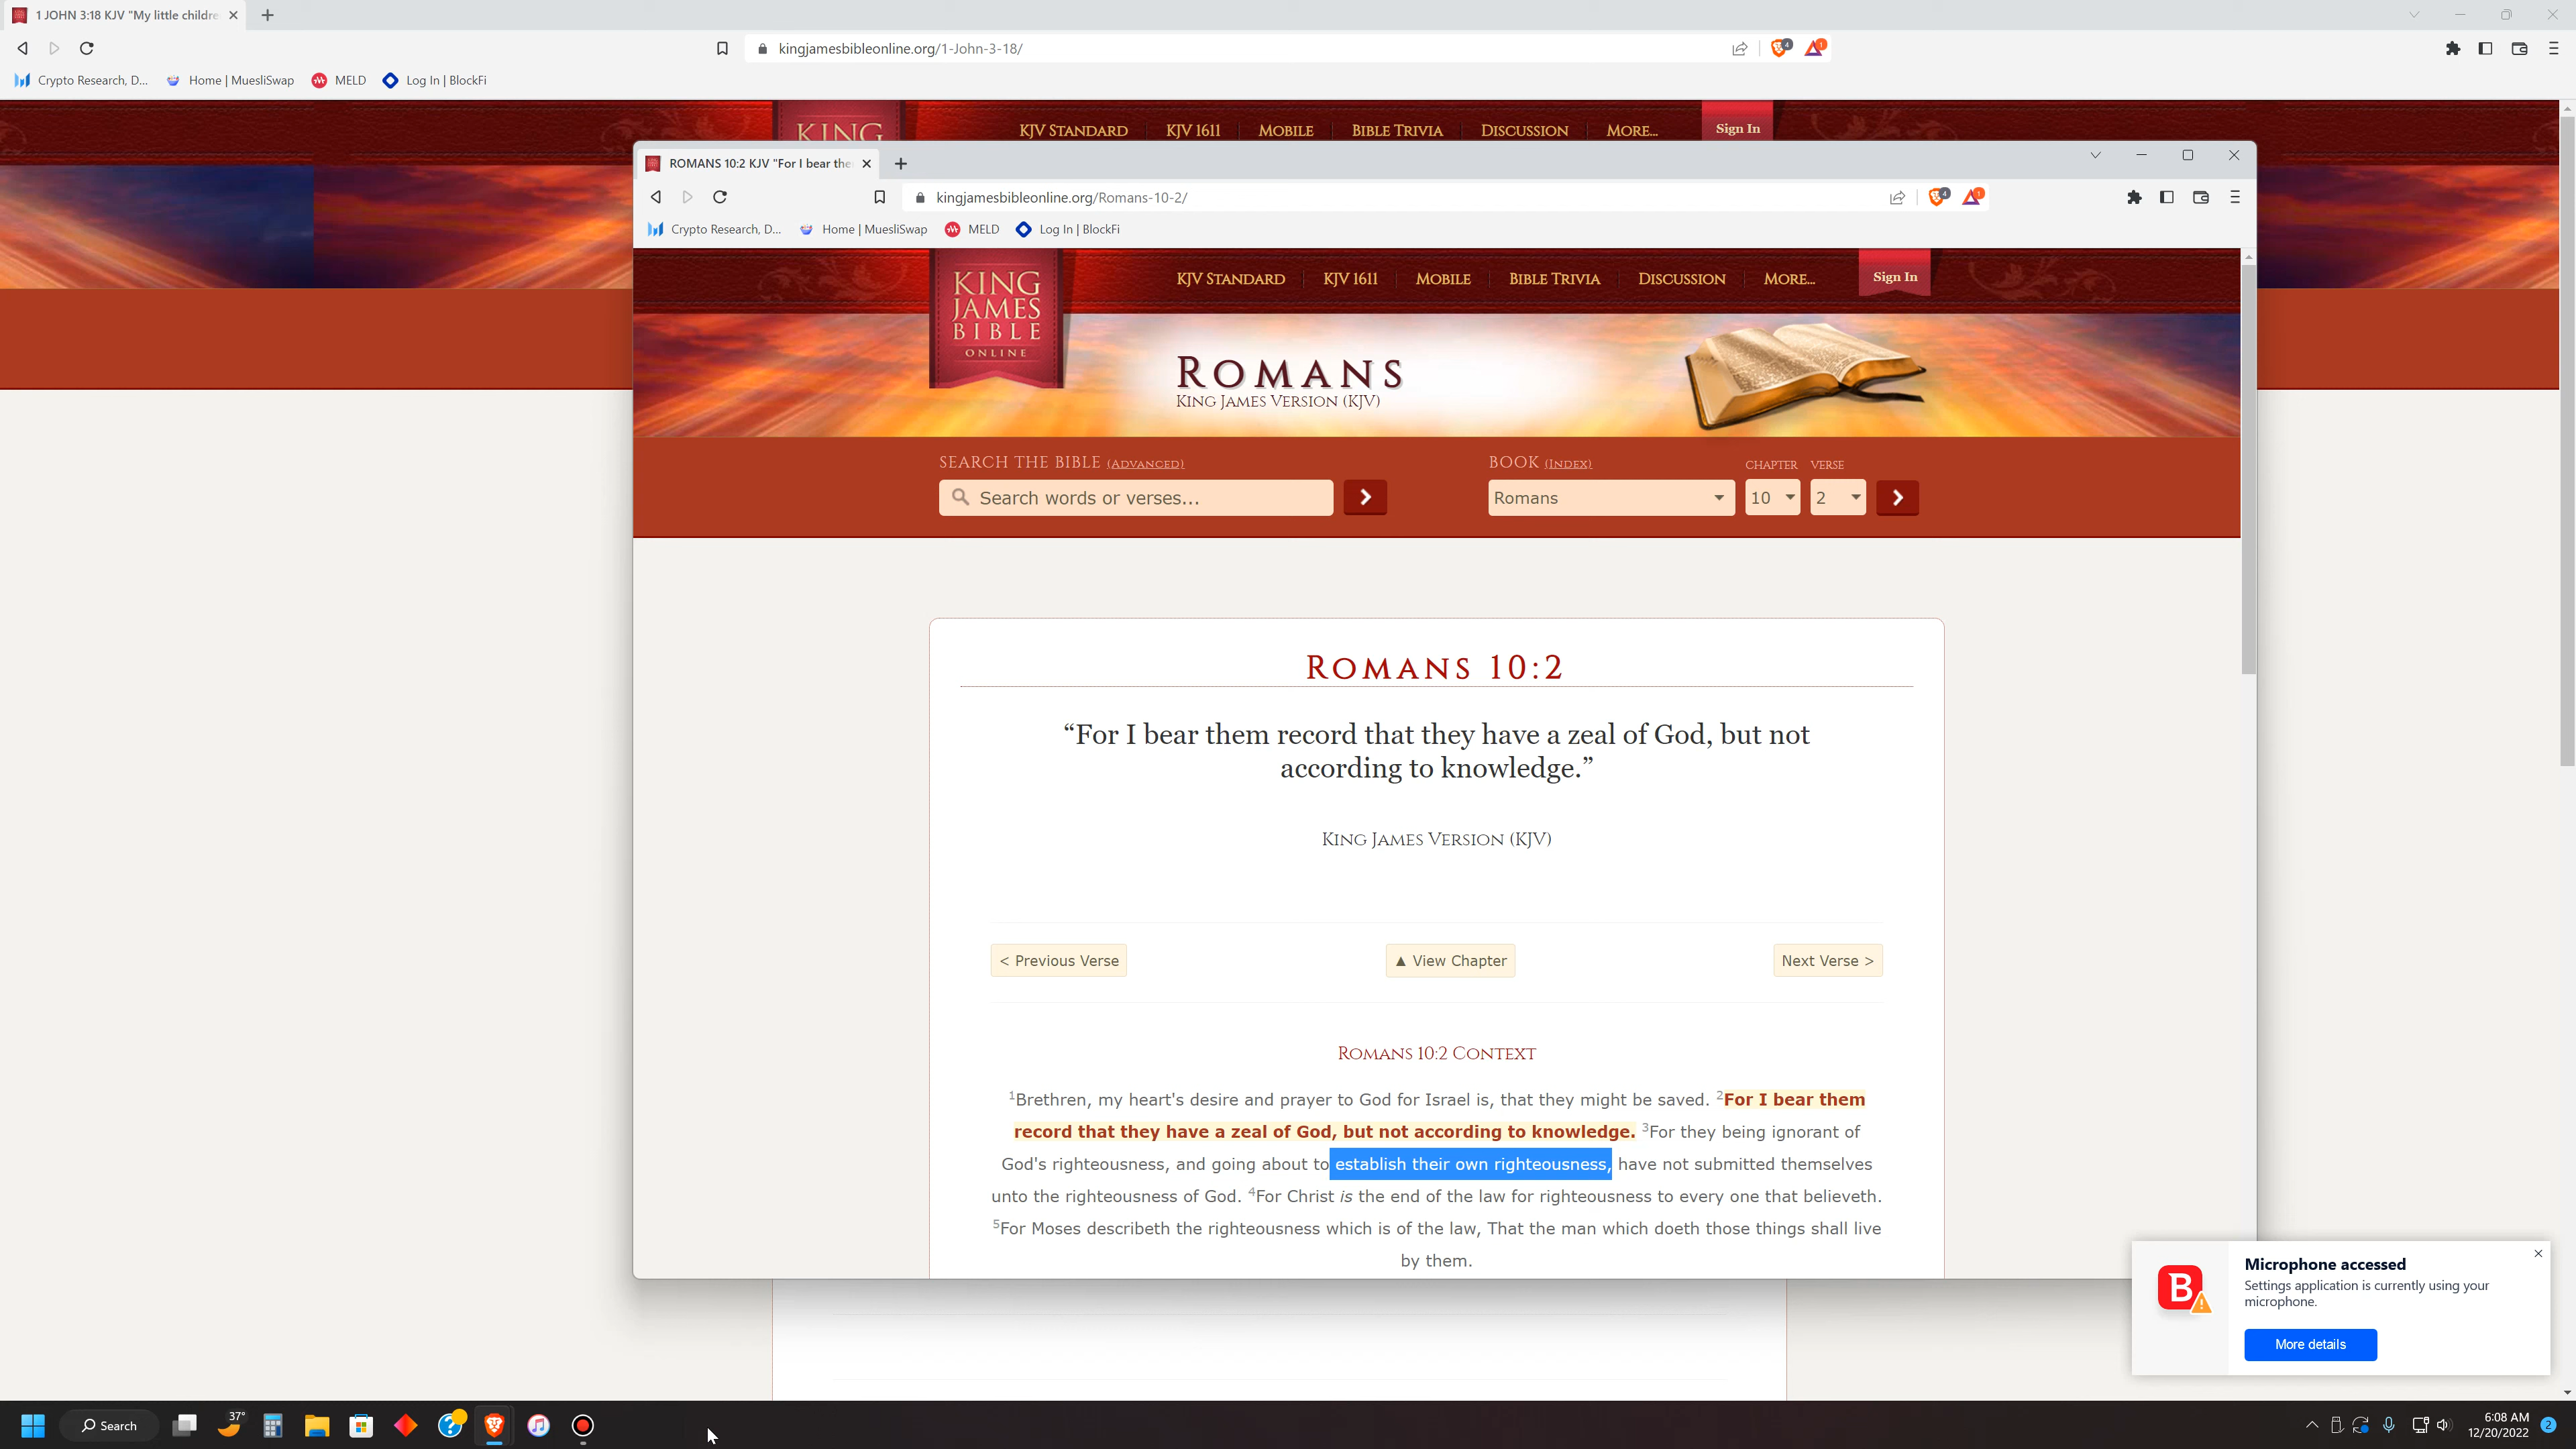 1 JOHN 3:18 KJV "My little childre
kingjamesbibleonline.org/1-John-3-18/
4
1
Crypto Research, D... Home | MuesliSwap MELD Log In | BlockFi
KING
KJV STANDARD KJV 1611 MOBILE BIBLE TRIVIA DISCUSSION MORE... Sign In
ROMANS 10:2 KJV "For I bear the
kingjamesbibleonline.org/Romans-10-2/
4
1
Crypto Research, D... Home | MuesliSwap MELD Log In | BlockFi
KING
JAMES
BIBLE
ONLINE
KJV STANDARD KJV 1611 MOBILE BIBLE TRIVIA DISCUSSION MORE... Sign In
ROMANS
KING JAMES VERSION (KJV)
SEARCH THE BIBLE (ADVANCED) BOOK (INDEX) CHAPTER VERSE
Search words or verses... Romans 10 2
ROMANS 10:2
“For I bear them record that they have a zeal of God, but not
according to knowledge.”
KING JAMES VERSION (KJV)
< Previous Verse ▲ View Chapter Next Verse >
ROMANS 10:2 CONTEXT
1Brethren, my heart's desire and prayer to God for Israel is, that they might be saved. 2For I bear them
record that they have a zeal of God, but not according to knowledge. 3For they being ignorant of
God's righteousness, and going about to establish their own righteousness, have not submitted themselves
unto the righteousness of God. 4For Christ is the end of the law for righteousness to every one that believeth.
5For Moses describeth the righteousness which is of the law, That the man which doeth those things shall live
by them.
B
Microphone accessed
Settings application is currently using your
microphone.
More details
Search
37°
6:08 AM
12/20/2022
2